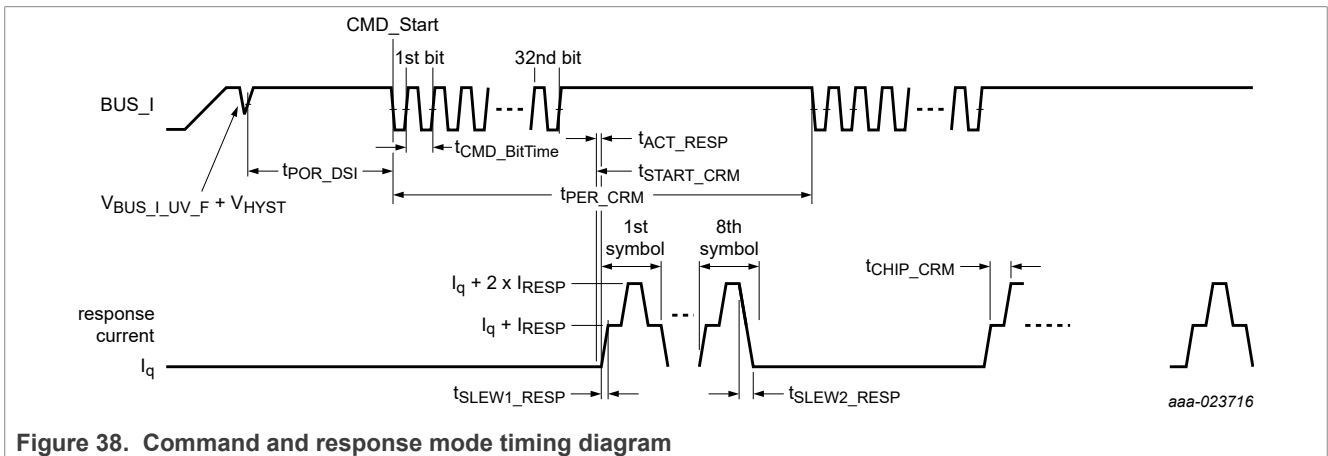 CMD_Start
1st bit
32nd bit
BUS_I
tACT_RESP
tCMD_BitTime
tPOR_DSI
tSTART_CRM
tPER_CRM
VBUS_I_UV_F + VHYST
1st symbol
8th symbol
tCHIP_CRM
Iq + 2 x IRESP
response current
Iq + IRESP
Iq
tSLEW1_RESP
tSLEW2_RESP
aaa-023716
Figure 38. Command and response mode timing diagram